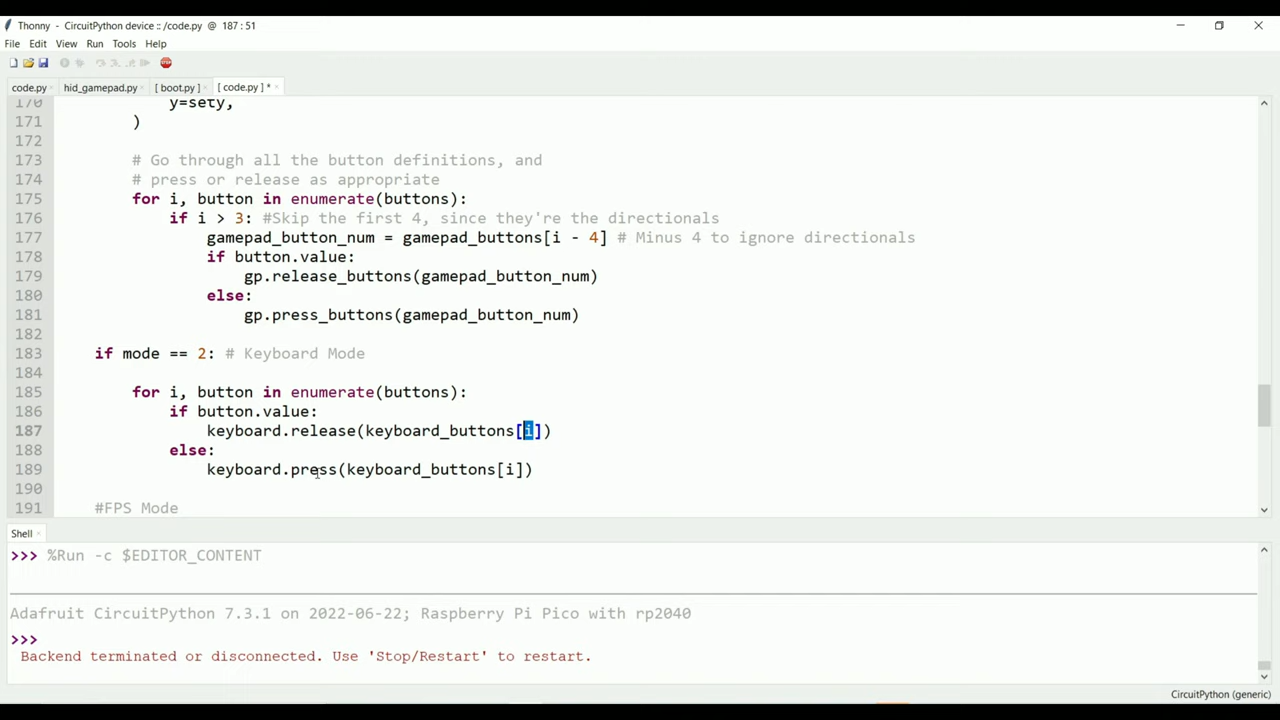 Thonny - CircuitPython device :: /code.py @ 187 : 51
File Edit View Run Tools Help
code.py hid_gamepad.py [ boot.py ] [ code.py ] *
170 y=sety,
171 )
172
173 # Go through all the button definitions, and
174 # press or release as appropriate
175 for i, button in enumerate(buttons):
176 if i > 3: #Skip the first 4, since they're the directionals
177 gamepad_button_num = gamepad_buttons[i - 4] # Minus 4 to ignore directionals
178 if button.value:
179 gp.release_buttons(gamepad_button_num)
180 else:
181 gp.press_buttons(gamepad_button_num)
182
183 if mode == 2: # Keyboard Mode
184
185 for i, button in enumerate(buttons):
186 if button.value:
187 keyboard.release(keyboard_buttons[i])
188 else:
189 keyboard.press(keyboard_buttons[i])
190
191 #FPS Mode
Shell
>>> %Run -c $EDITOR_CONTENT
Adafruit CircuitPython 7.3.1 on 2022-06-22; Raspberry Pi Pico with rp2040
>>>
Backend terminated or disconnected. Use 'Stop/Restart' to restart.
CircuitPython (generic)